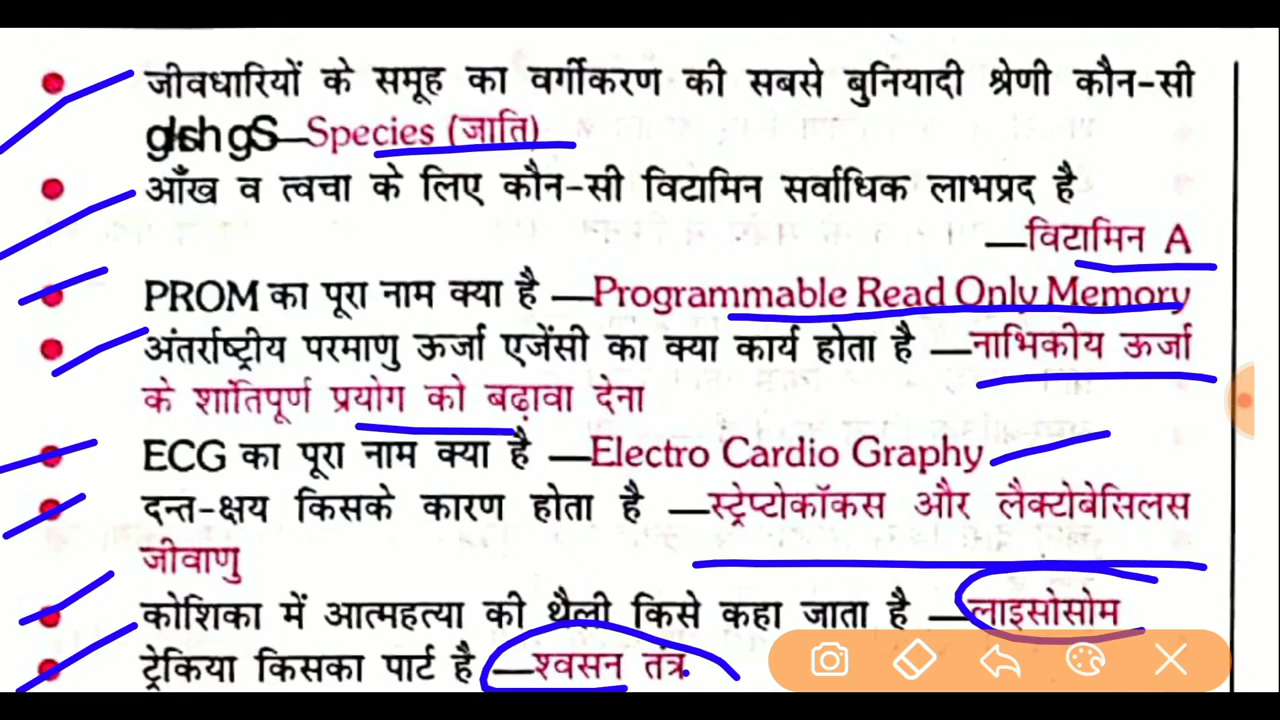 जीवधारियों के समूह का वर्गीकरण की सबसे बुनियादी श्रेणी कौन-सी
glshgS—Species (जाति)
आँख व त्वचा के लिए कौन-सी विटामिन सर्वाधिक लाभप्रद है
—विटामिन A
PROM का पूरा नाम क्या है —Programmable Read Only Memory
अंतर्राष्ट्रीय परमाणु ऊर्जा एजेंसी का क्या कार्य होता है —नाभिकीय ऊर्जा
के शांतिपूर्ण प्रयोग को बढ़ावा देना
ECG का पूरा नाम क्या है —Electro Cardio Graphy
दन्त-क्षय किसके कारण होता है —स्ट्रेप्टोकॉकस और लैक्टोबेसिलस
जीवाणु
कोशिका में आत्महत्या की थैली किसे कहा जाता है —लाइसोसोम
ट्रेकिया किसका पार्ट है —श्वसन तंत्र